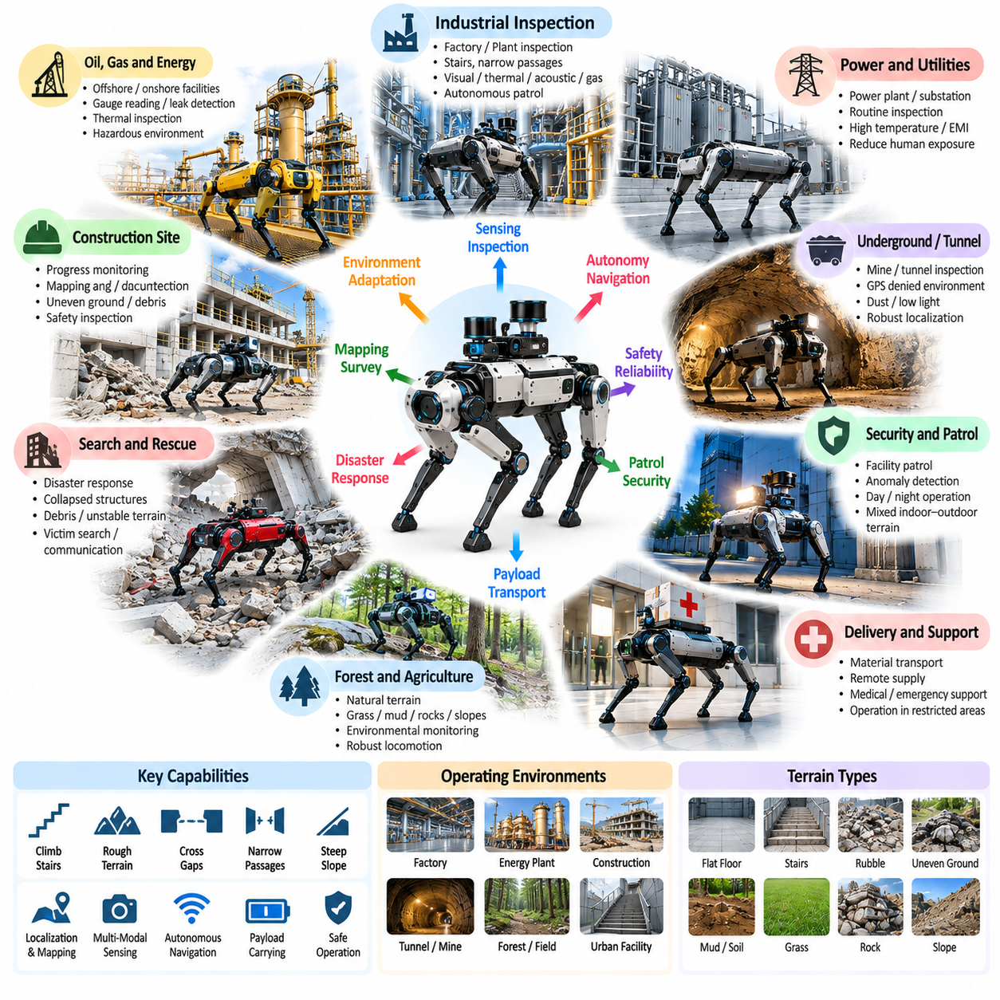 Industrial Inspection
• Factory / Plant inspection
• Stairs, narrow passages
• Visual / thermal / acoustic / gas
• Autonomous patrol
Oil, Gas and Energy
• Offshore / onshore facilities
• Gauge reading / leak detection
• Thermal inspection
• Hazardous environment
Power and Utilities
• Power plant / substation
• Routine inspection
• High temperature / EMI
• Reduce human exposure
Construction Site
• Progress monitoring
• Mapping ang / dacuntection
• Uneven ground / debris
• Safety inspection
Underground / Tunnel
• Mine / tunnel inspection
• GPS denied environment
• Dust / low light
• Robust localization
Search and Rescue
• Disaster response
• Collapsed structures
• Debris / unstable terrain
• Victim search /
communication
Security and Patrol
• Facility patrol
• Anomaly detection
• Day / night operation
• Mixed indoor–outdoor
terrain
Forest and Agriculture
• Natural terrain
• Grass / mud / rocks / slopes
• Environmental monitoring
• Robust locomotion
Delivery and Support
• Material transport
• Remote supply
• Medical / emergency support
• Operation in restricted areas
Sensing
Inspection
Environment
Adaptation
Autonomy
Navigation
Mapping
Survey
Safety
Reliability
Disaster
Response
Patrol
Security
Payload
Transport
Key Capabilities
Climb
Stairs
Rough
Terrain
Cross
Gaps
Narrow
Passages
Steep
Slope
Localization
& Mapping
Multi-Modal
Sensing
Autonomous
Navigation
Payload
Carrying
Safe
Operation
Operating Environments
Factory
Energy Plant
Construction
Tunnel / Mine
Forest / Field
Urban Facility
Terrain Types
Flat Floor
Stairs
Rubble
Uneven Ground
Mud / Soil
Grass
Rock
Slope